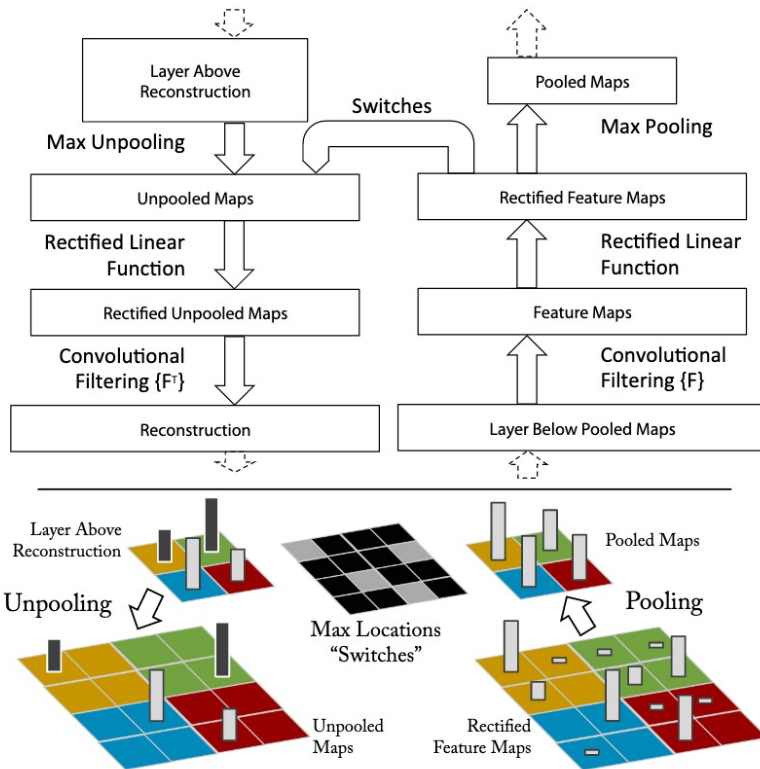 Layer Above
Reconstruction
Pooled Maps
Switches
Max Unpooling
Max Pooling
Unpooled Maps
Rectified Feature Maps
Rectified Linear
Function
Rectified Linear
Function
Rectified Unpooled Maps
Feature Maps
Convolutional
Filtering {Fᵀ}
Convolutional
Filtering {F}
Reconstruction
Layer Below Pooled Maps
Layer Above
Reconstruction
Pooled Maps
Unpooling
Max Locations
“Switches”
Pooling
Unpooled
Maps
Rectified
Feature Maps